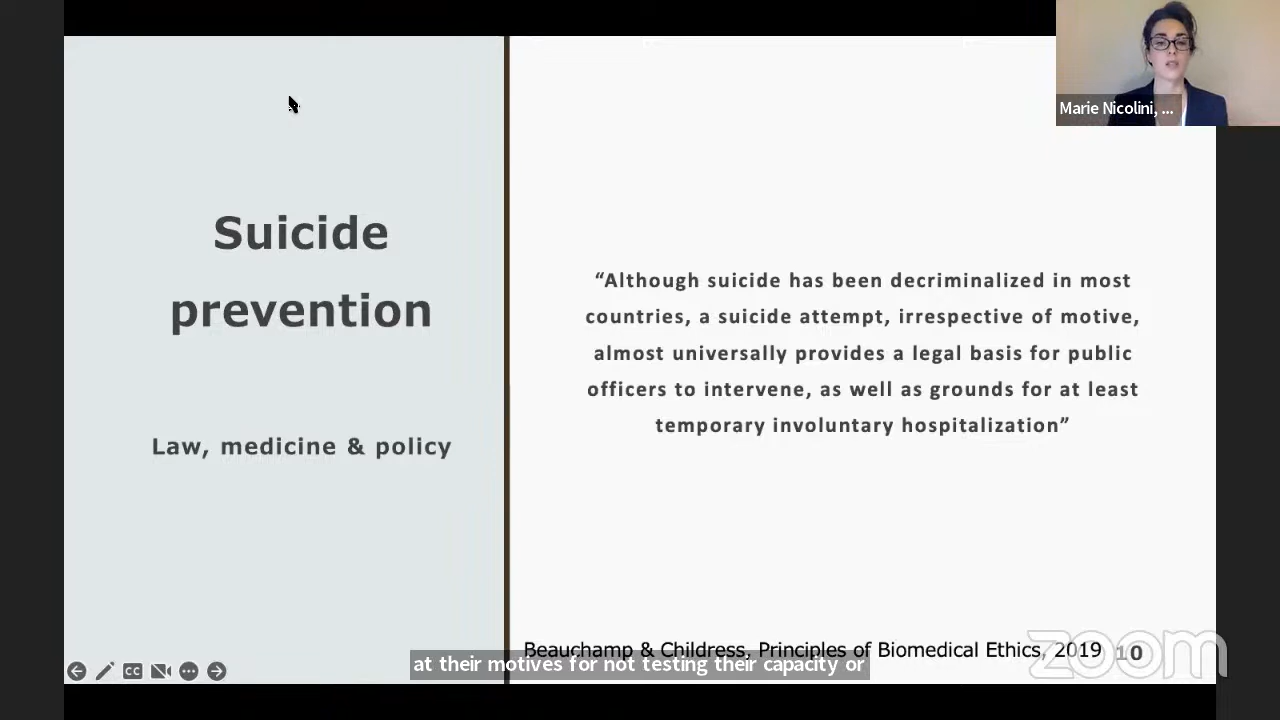 Marie Nicolini, ...
Suicide
prevention
Law, medicine & policy
“Although suicide has been decriminalized in most
countries, a suicide attempt, irrespective of motive,
almost universally provides a legal basis for public
officers to intervene, as well as grounds for at least
temporary involuntary hospitalization”
Beauchamp & Childress, Principles of Biomedical Ethics, 2019
10
zoom
at their motives for not testing their capacity or
CC